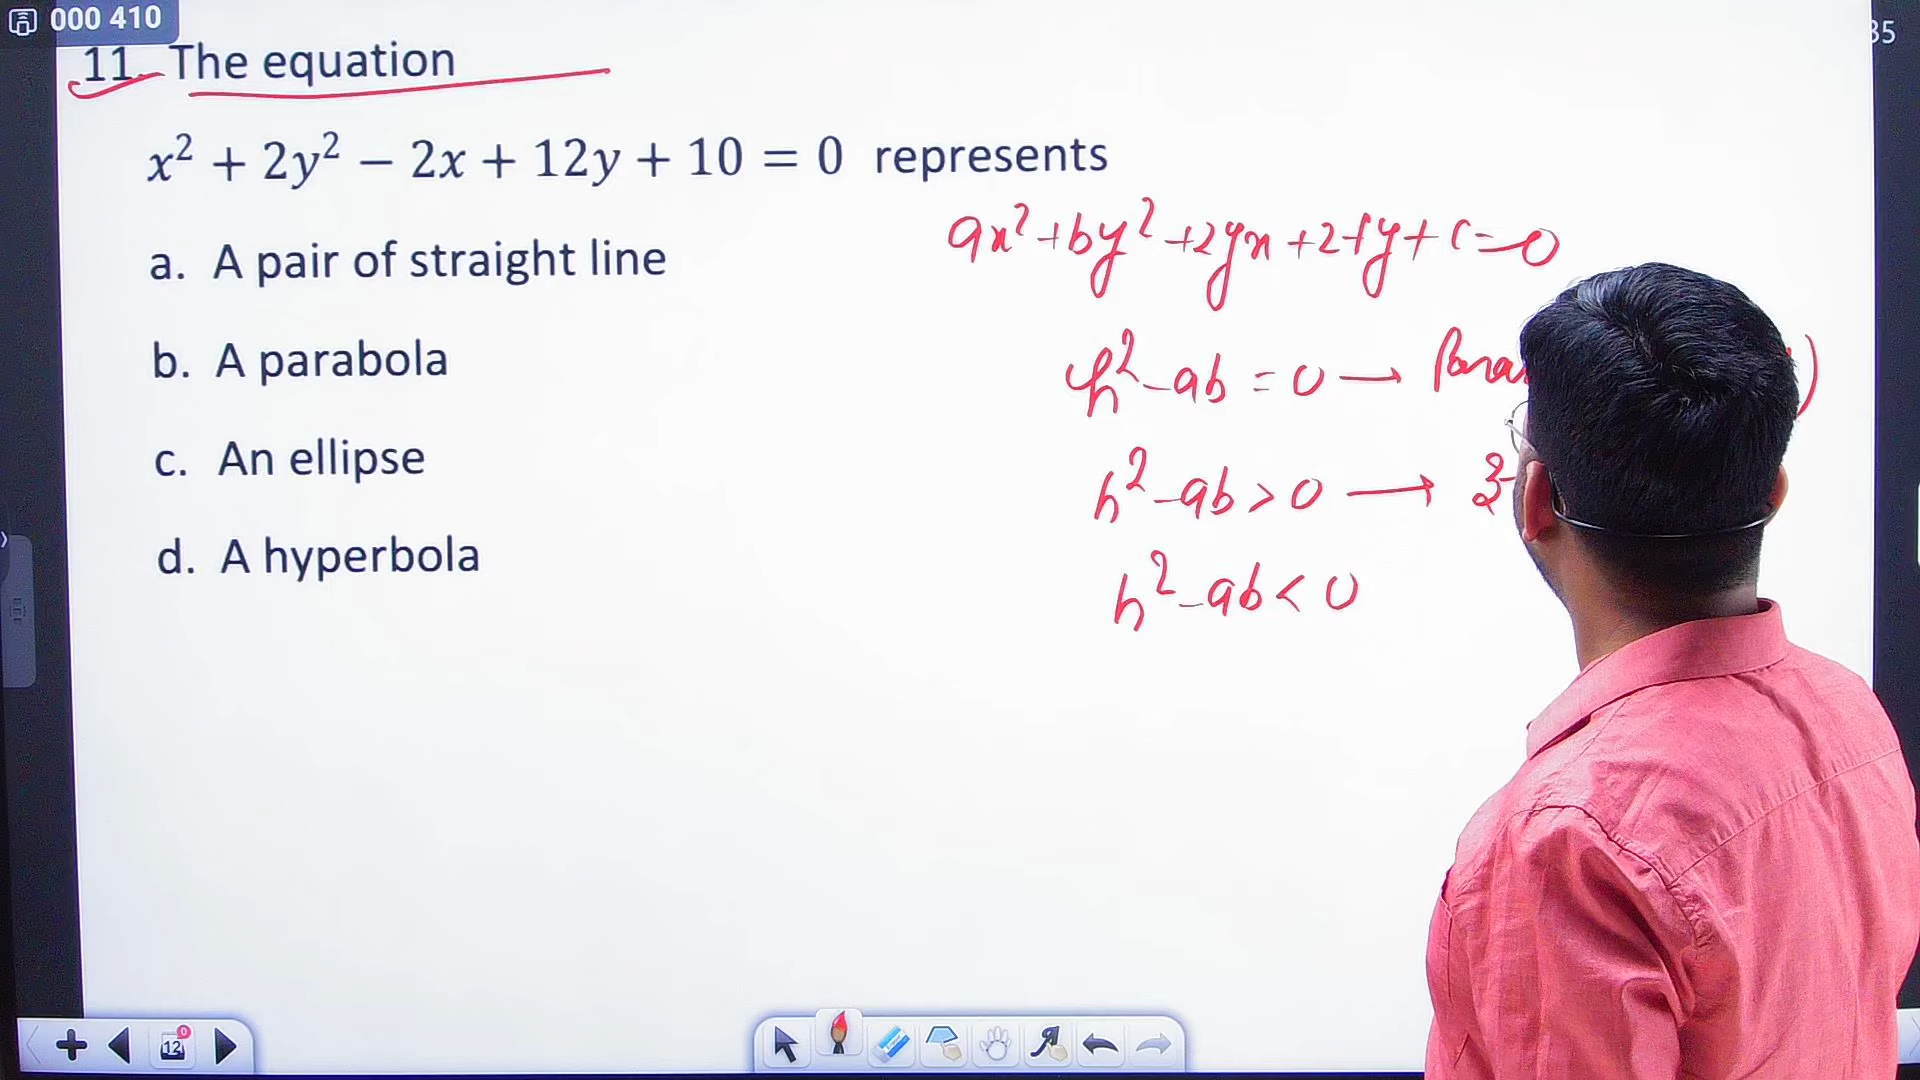 000 410
35
11. The equation
x² + 2y² − 2x + 12y + 10 = 0 represents
a. A pair of straight line
b. A parabola
c. An ellipse
d. A hyperbola
ax²+by²+2gx+2fy+c=0
h²-ab = 0 →
h²-ab > 0 →
h²-ab < 0
12
0